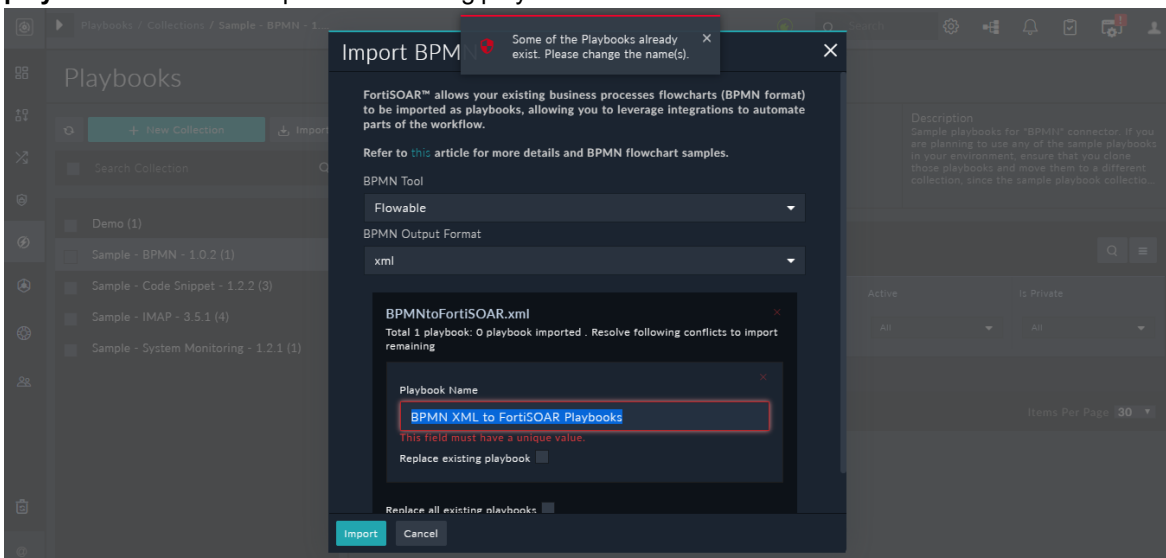 Playbooks / Collections / Sample - BPMN - 1...
Search
Some of the Playbooks already
exist. Please change the name(s).
Import BPMN
Playbooks
FortiSOAR™ allows your existing business processes flowcharts (BPMN format)
to be imported as playbooks, allowing you to leverage integrations to automate
parts of the workflow.
Refer to this article for more details and BPMN flowchart samples.
+ New Collection
Import
Search Collection
Demo (1)
Sample - BPMN - 1.0.2 (1)
Sample - Code Snippet - 1.2.2 (3)
Sample - IMAP - 3.5.1 (4)
Sample - System Monitoring - 1.2.1 (1)
BPMN Tool
Flowable
BPMN Output Format
xml
BPMNtoFortiSOAR.xml
Total 1 playbook: 0 playbook imported . Resolve following conflicts to import
remaining
Playbook Name
BPMN XML to FortiSOAR Playbooks
This field must have a unique value.
Replace existing playbook
Replace all existing playbooks
Import
Cancel
Description
Sample playbooks for "BPMN" connector. If you
are planning to use any of the sample playbooks
in your environment, ensure that you clone
those playbooks and move them to a different
collection, since the sample playbook collectio...
Active
Is Private
All
All
Items Per Page 30